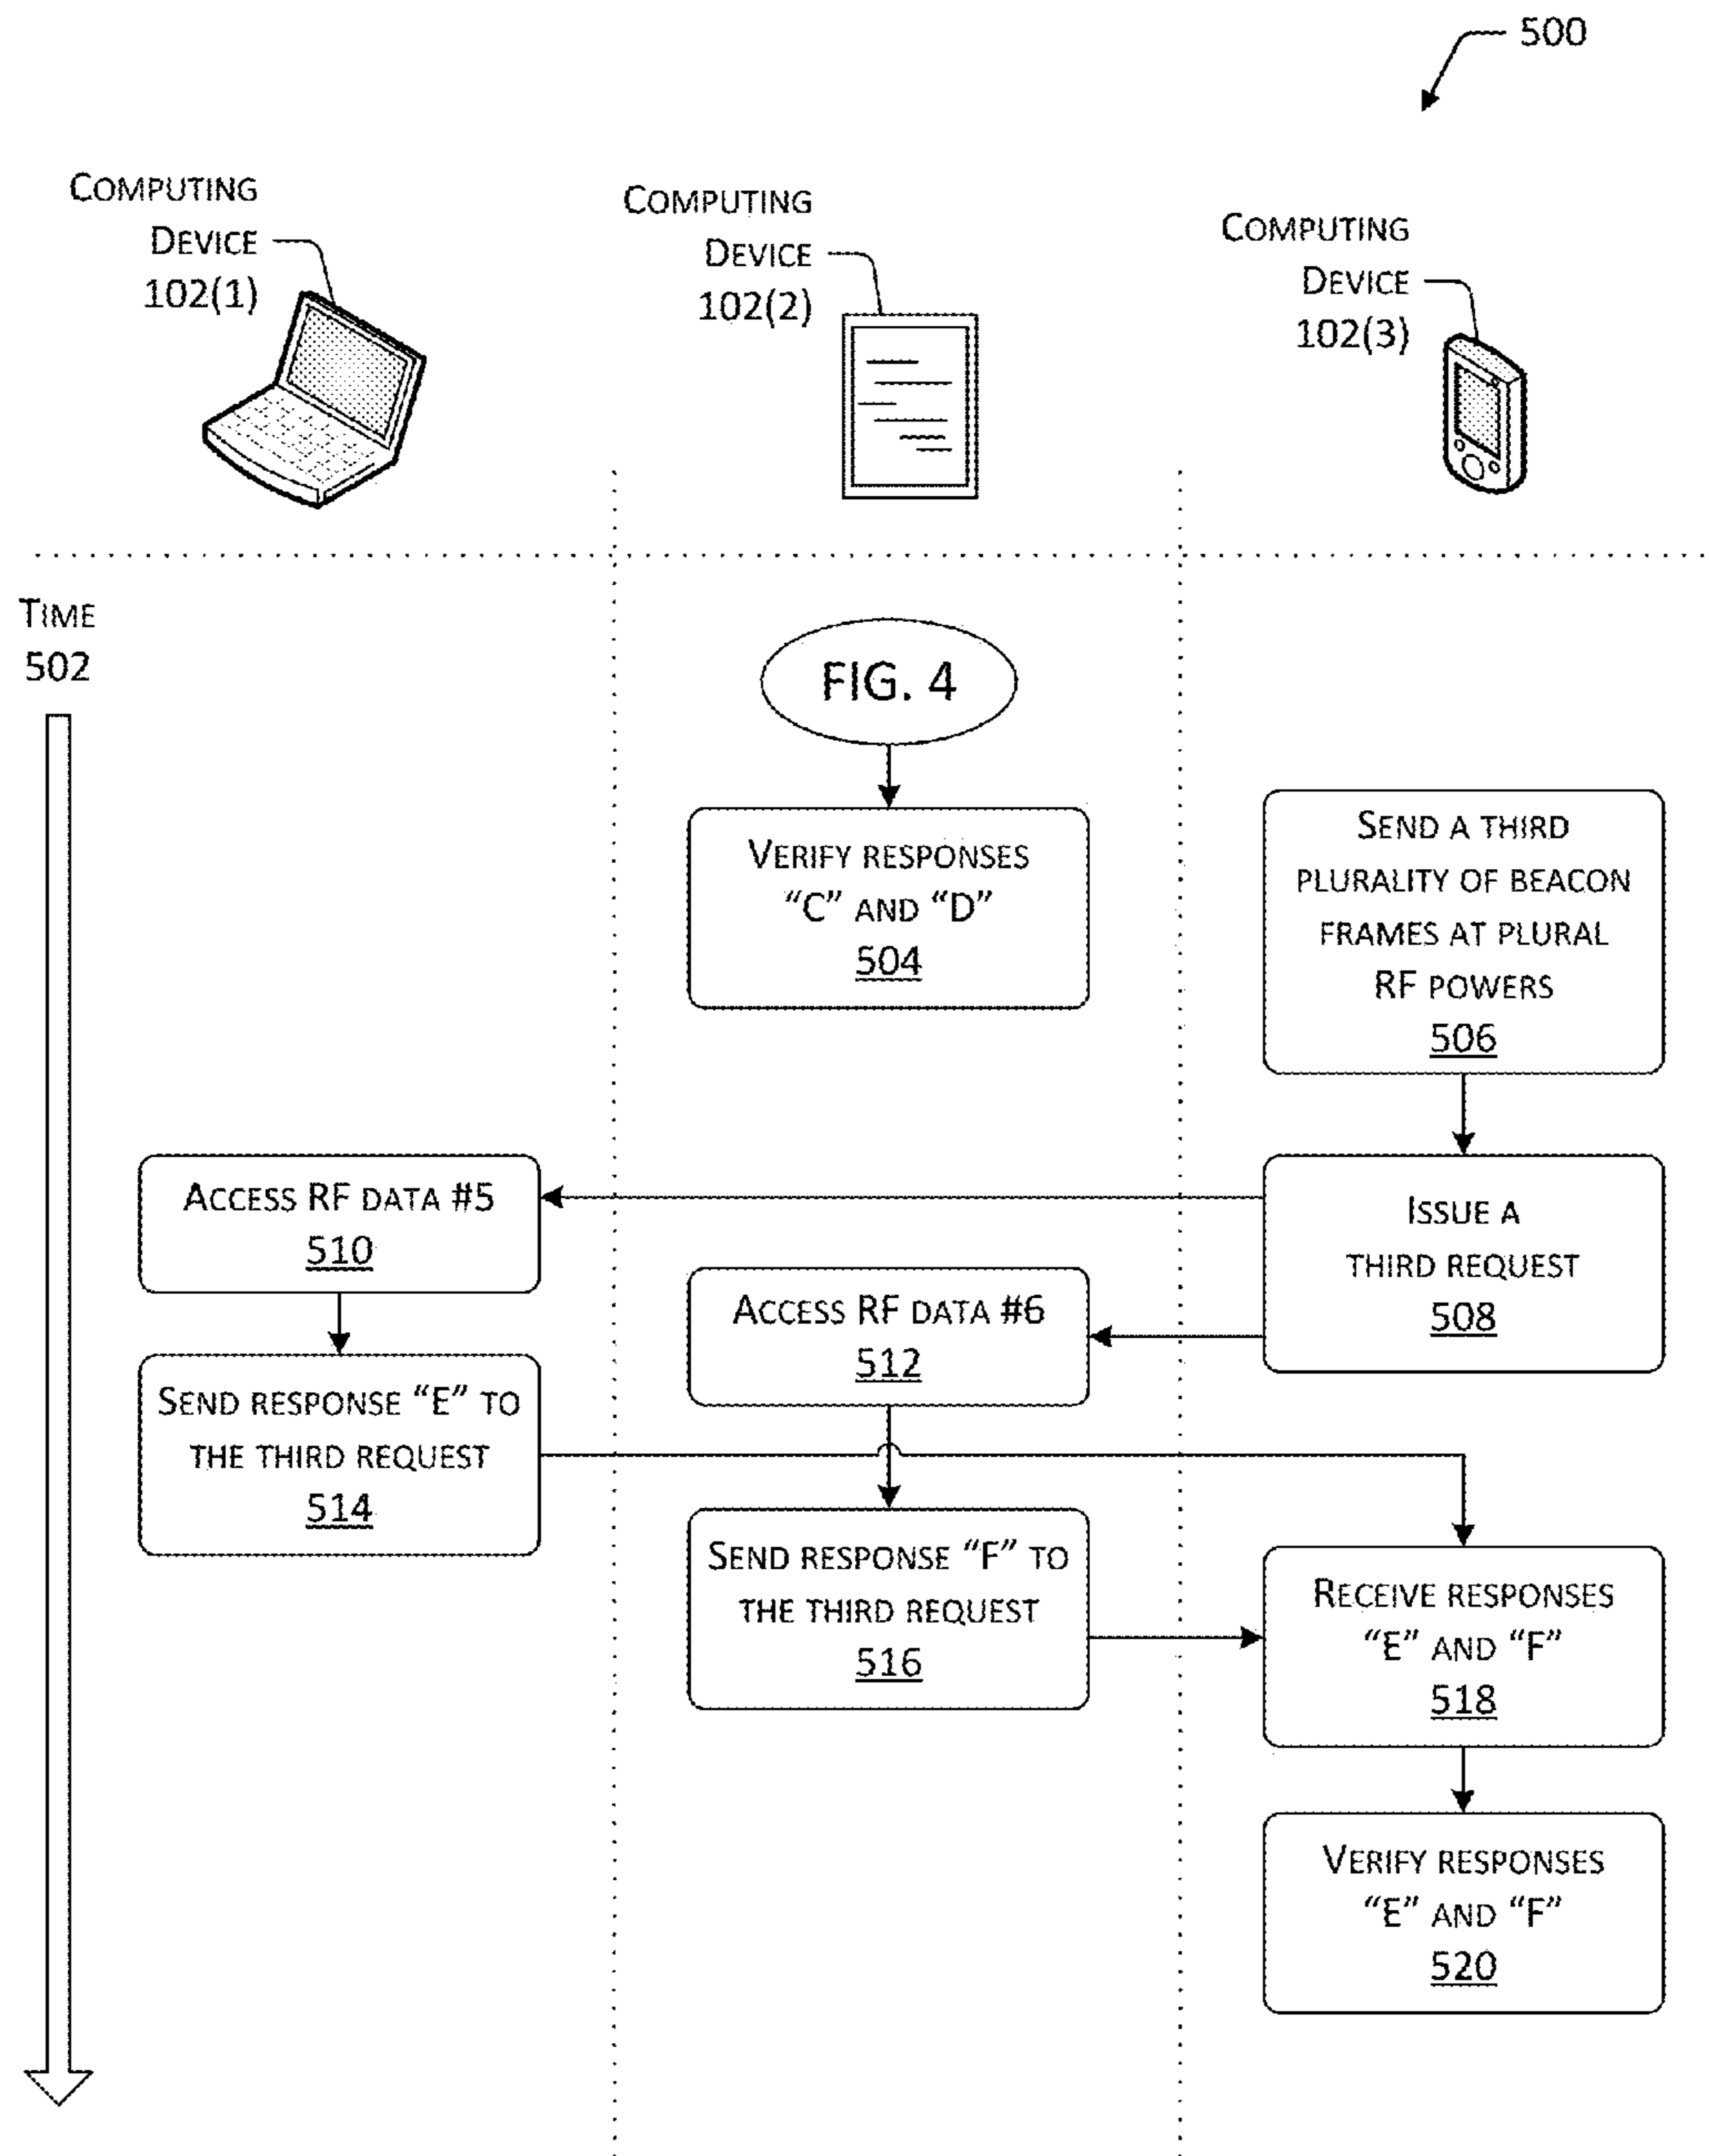 500
COMPUTING
DEVICE
102(1)
COMPUTING
DEVICE
102(2)
COMPUTING
DEVICE
102(3)
TIME
502
FIG. 4
VERIFY RESPONSES
“C” AND “D”
504
SEND A THIRD
PLURALITY OF BEACON
FRAMES AT PLURAL
RF POWERS
506
ISSUE A
THIRD REQUEST
508
ACCESS RF DATA #5
510
ACCESS RF DATA #6
512
SEND RESPONSE “E” TO
THE THIRD REQUEST
514
SEND RESPONSE “F” TO
THE THIRD REQUEST
516
RECEIVE RESPONSES
“E” AND “F”
518
VERIFY RESPONSES
“E” AND “F”
520